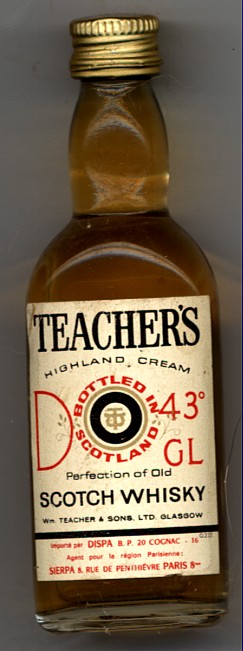 TEACHER'S
HIGHLAND CREAM
D
BOTTLED IN SCOTLAND
43°
GL
Perfection of Old
SCOTCH WHISKY
Wm. TEACHER & SONS, LTD. GLASGOW
Importé par DISPA B. P. 20 COGNAC - 16
Agent pour la région Parisienne:
SIERPA 8, RUE DE PENTHIÈVRE PARIS 8me